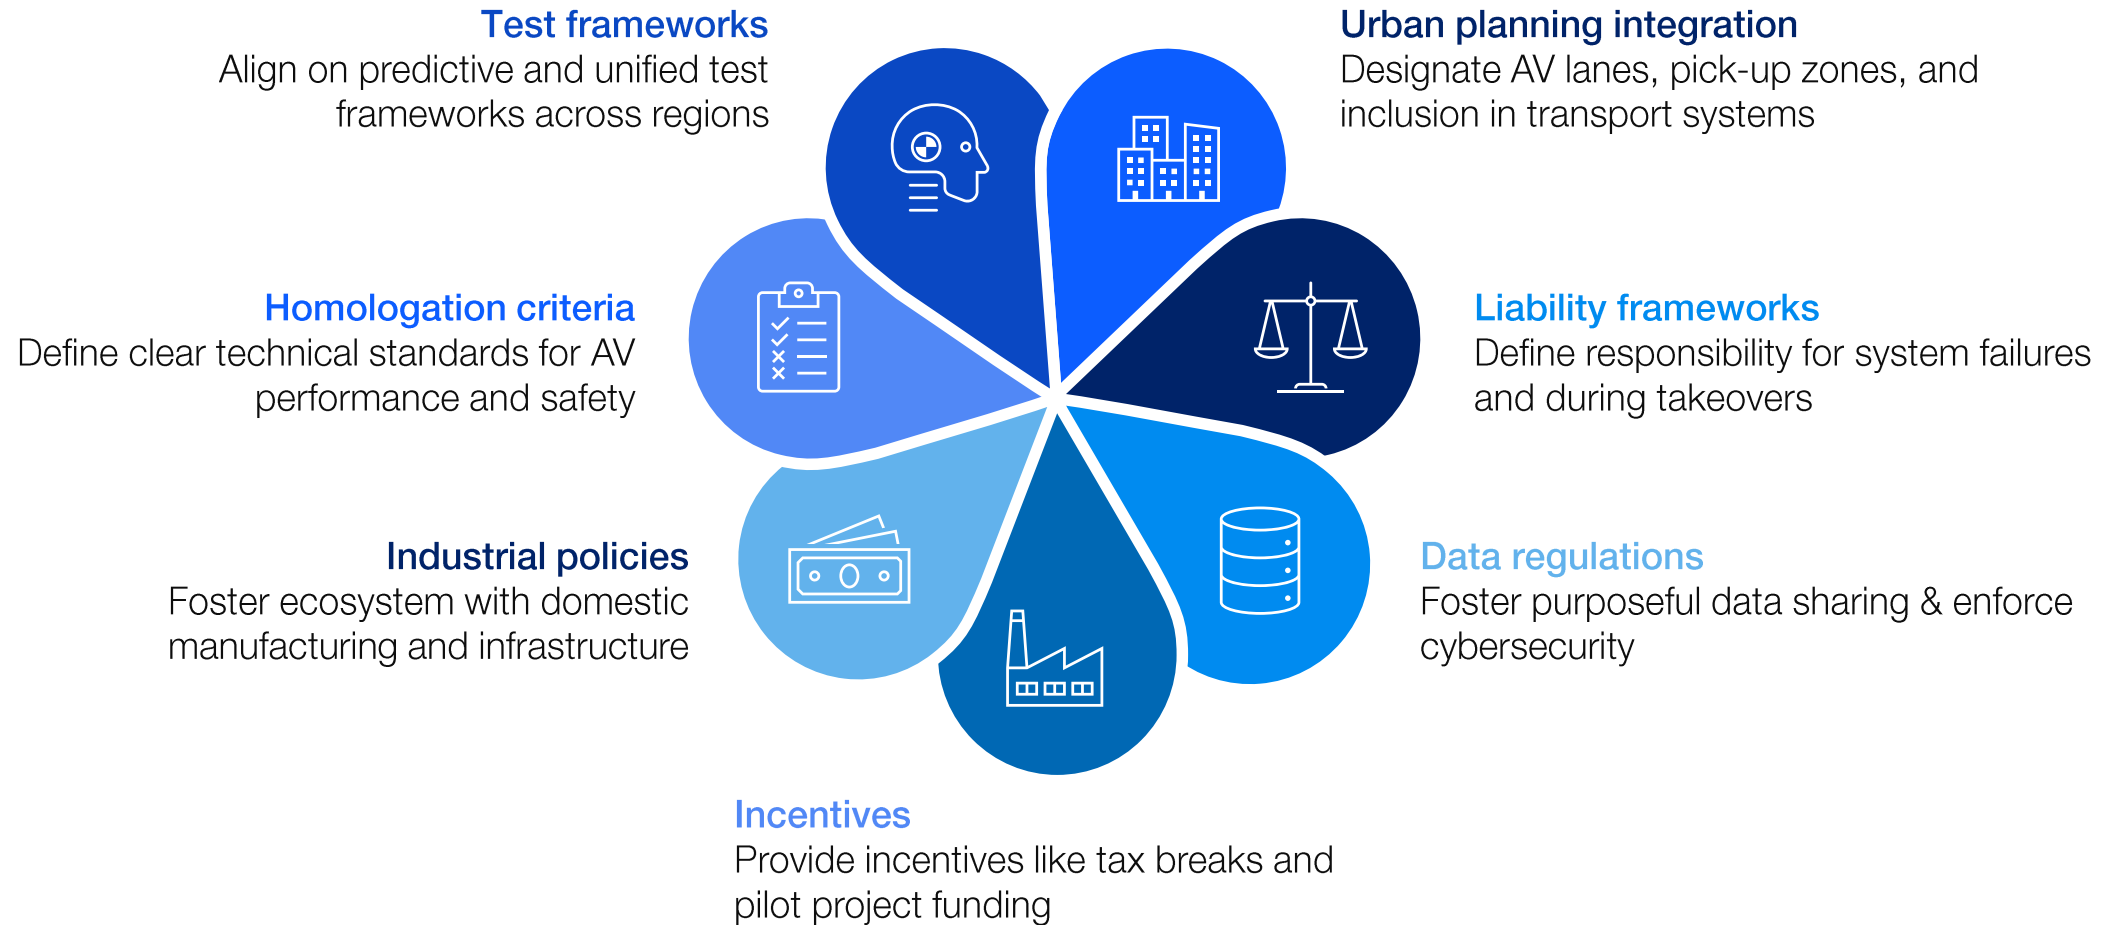 Test frameworks
Align on predictive and unified test
frameworks across regions
Urban planning integration
Designate AV lanes, pick-up zones, and
inclusion in transport systems
Homologation criteria
Define clear technical standards for AV
performance and safety
Liability frameworks
Define responsibility for system failures
and during takeovers
Industrial policies
Foster ecosystem with domestic
manufacturing and infrastructure
Data regulations
Foster purposeful data sharing & enforce
cybersecurity
Incentives
Provide incentives like tax breaks and
pilot project funding